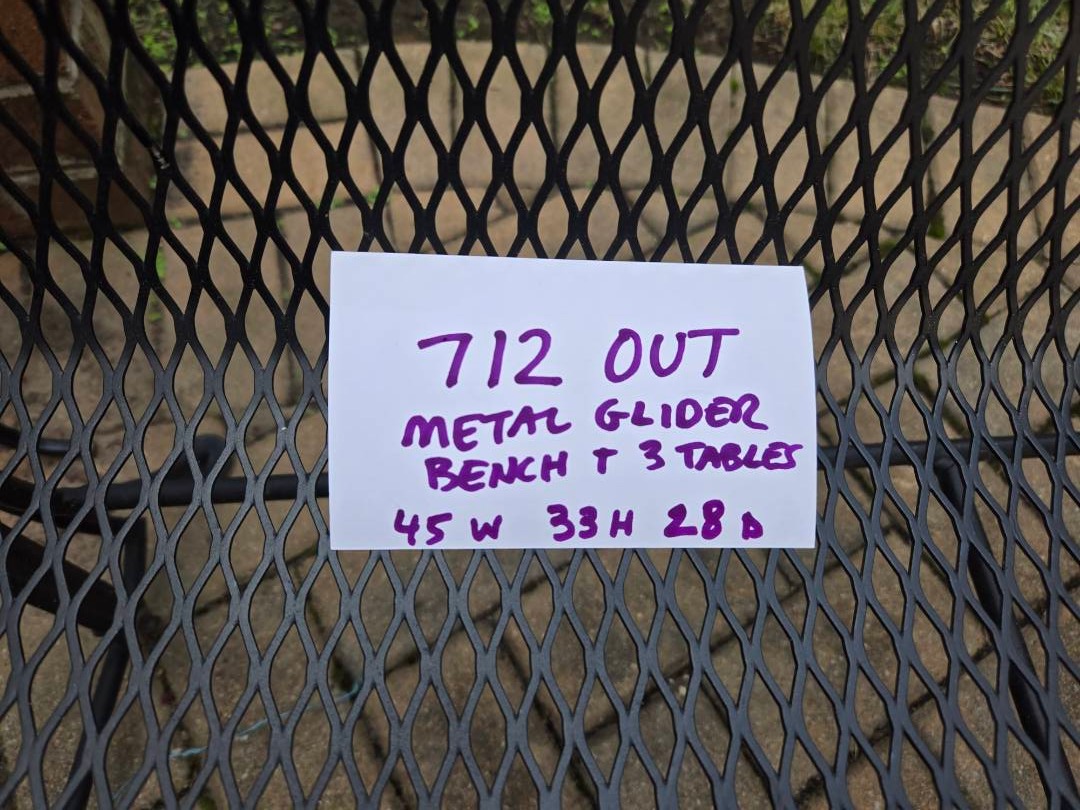 712 OUT
METAL GLIDER
BENCH + 3 TABLES
45 W 33 H 28 D